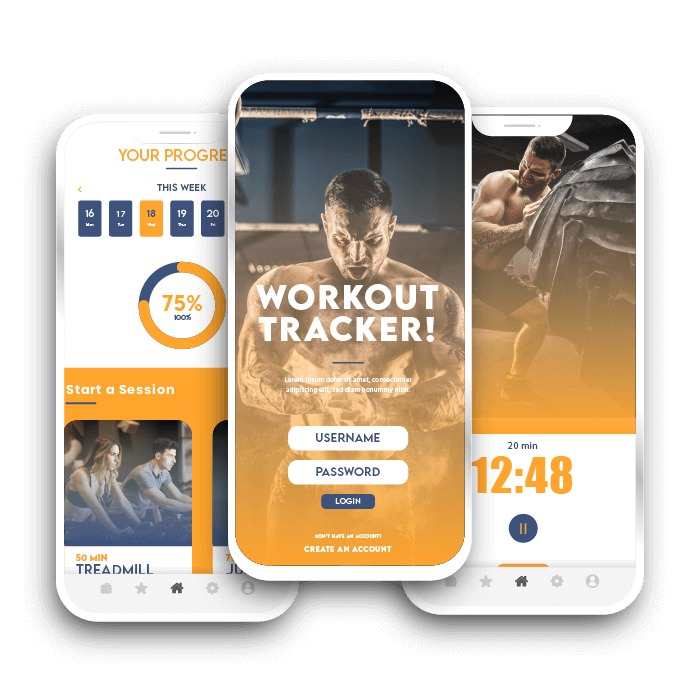 YOUR PROGRE
THIS WEEK
16
Mon
17
Tue
18
Wed
19
Thu
20
Fri
75%
100%
Start a Session
50 MIN
TREADMILL
7
JU
WORKOUT
TRACKER!
Lorem ipsum dolor sit amet, consectetur
adipiscing elit, sed diam nonummy nibh.
USERNAME
PASSWORD
LOGIN
DON'T HAVE AN ACCOUNT?
CREATE AN ACCOUNT
20 min
12:48